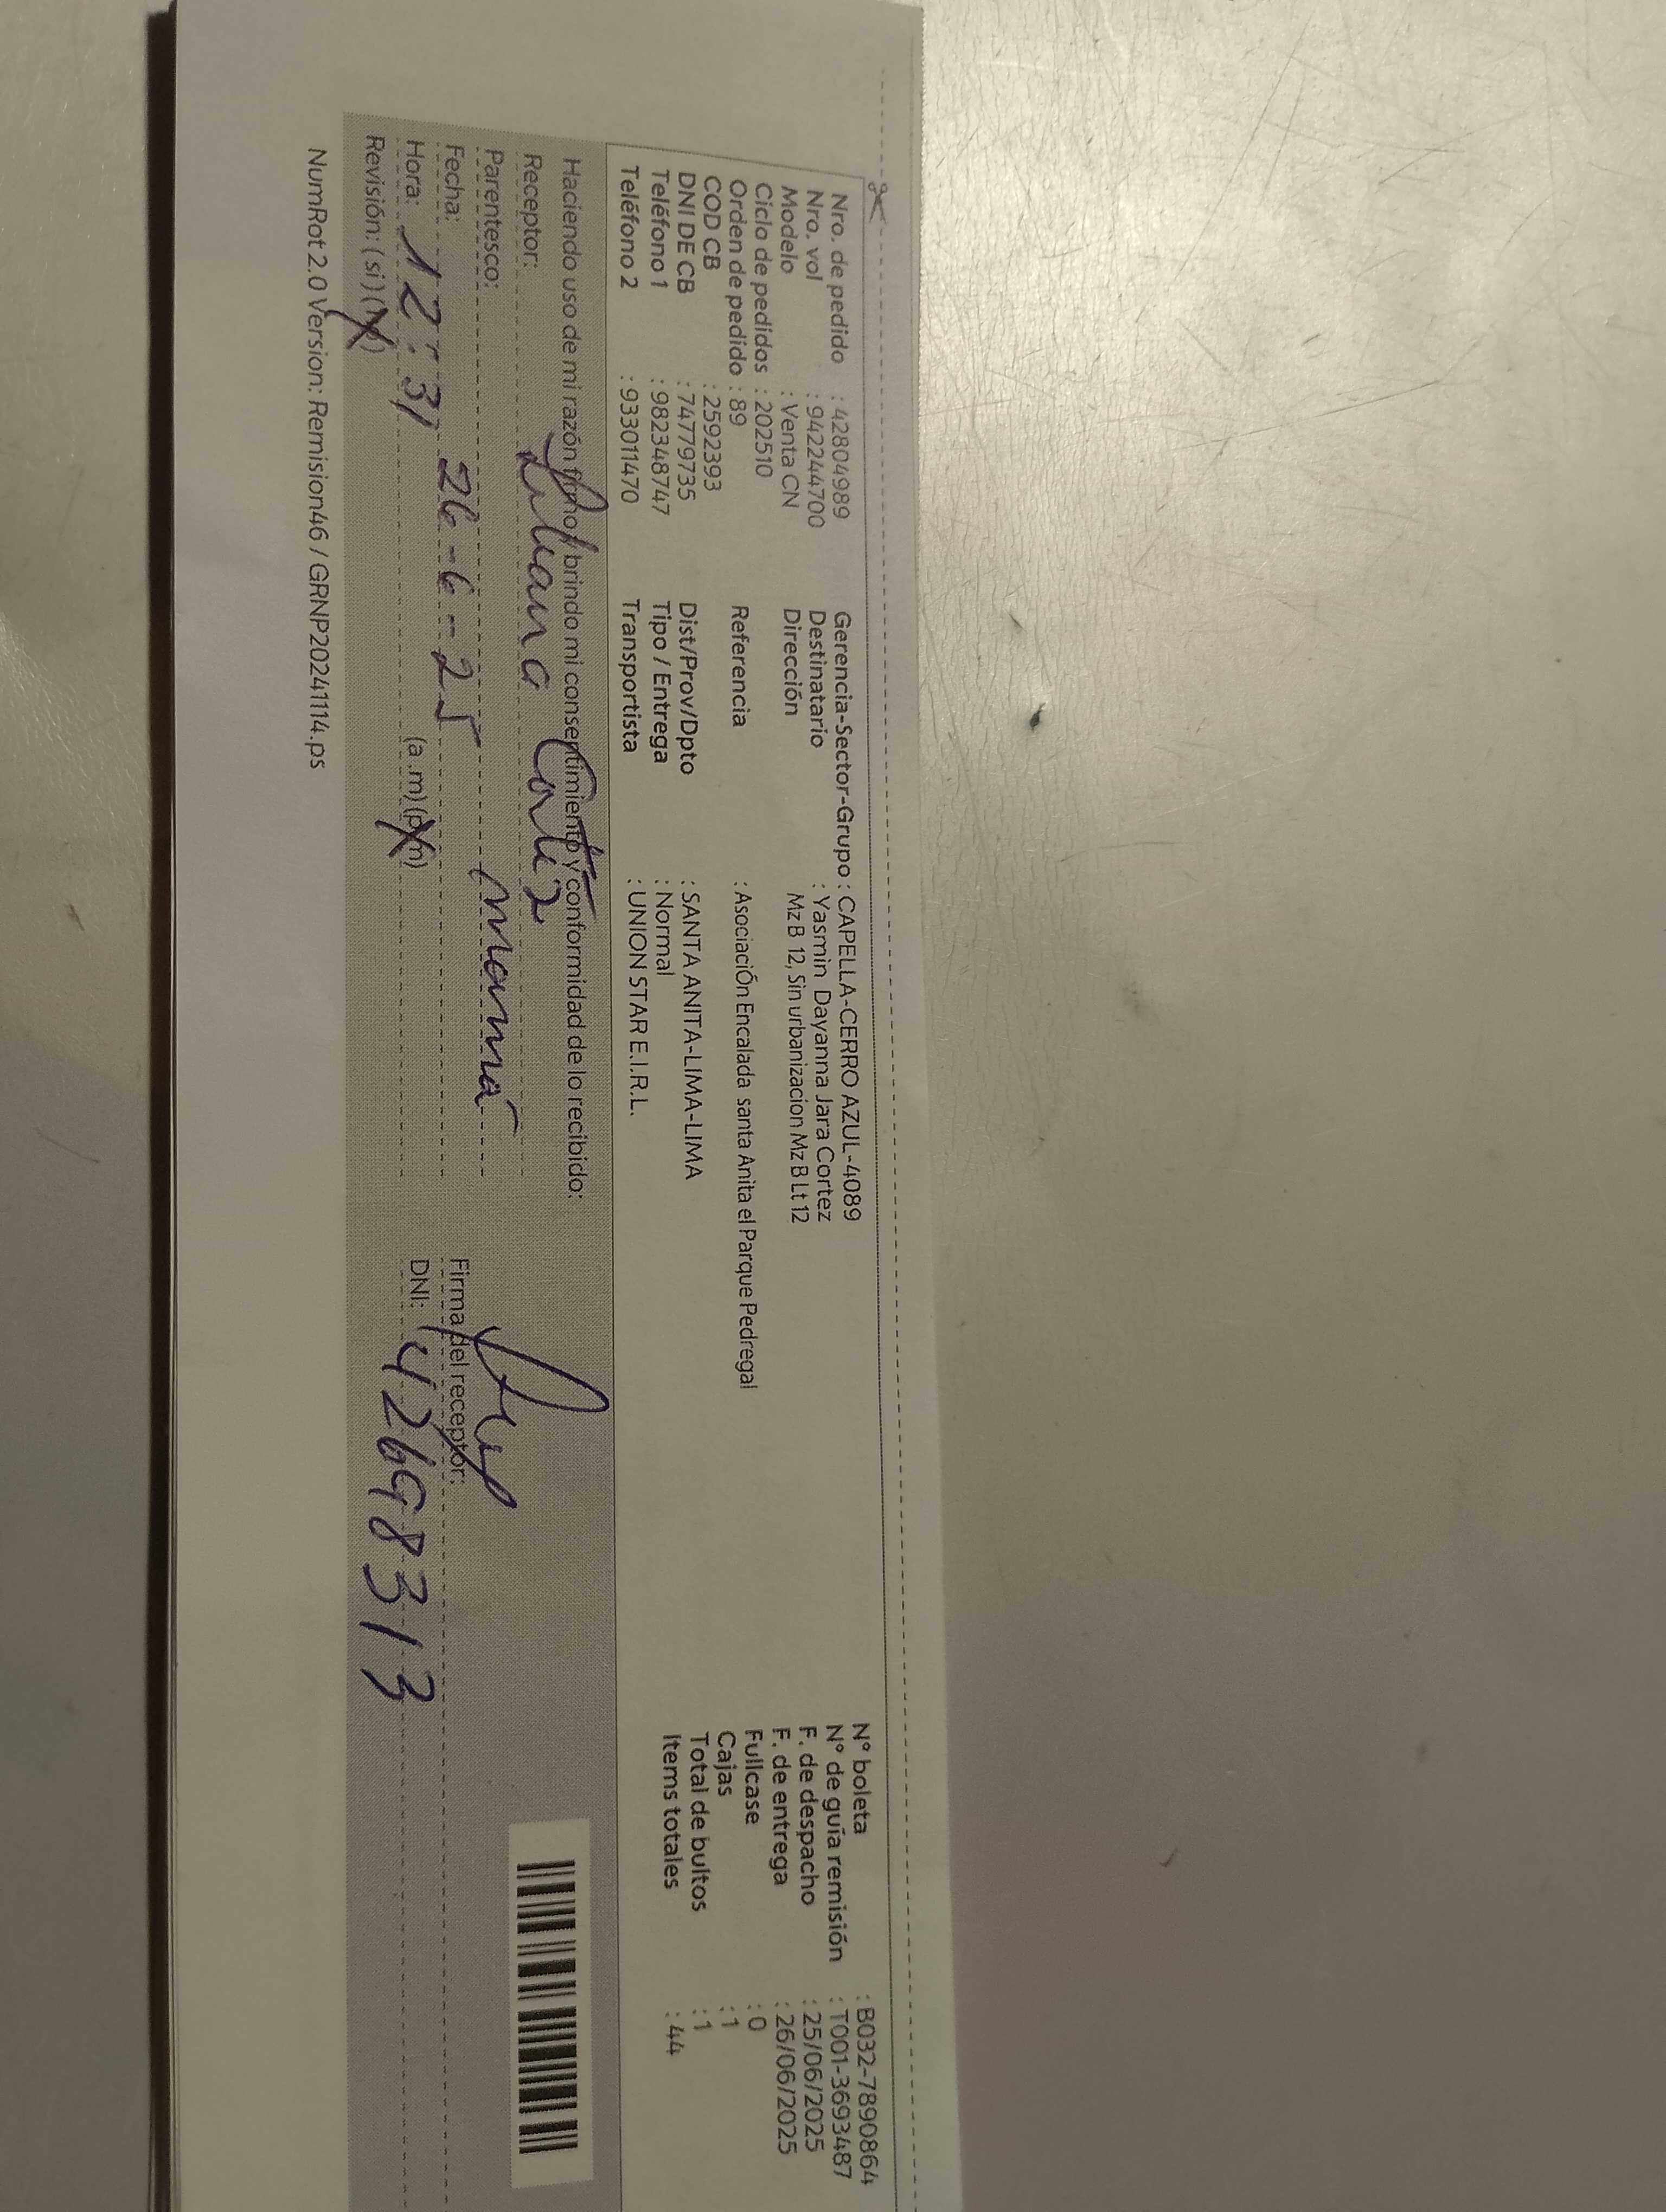 Nro. de pedido : 42804989 Gerencia-Sector-Grupo : CAPELLA-CERRO AZUL-4089 N° boleta : B032-7890864
Nro. vol : 942244700 Destinatario : Yasmin Dayanna Jara Cortez N° de guía remisión : T001-3693487
Modelo : Venta CN Dirección Mz B 12, Sin urbanizacion Mz B Lt 12 F. de despacho : 25/06/2025
Ciclo de pedidos : 202510 F. de entrega : 26/06/2025
Orden de pedido : 89 Referencia : AsociaciÓn Encalada santa Anita el Parque Pedregal Fullcase : 0
COD CB : 2592393 Cajas : 1
DNI DE CB : 74779735 Dist/Prov/Dpto : SANTA ANITA-LIMA-LIMA Total de bultos : 1
Teléfono 1 : 982348747 Tipo / Entrega : Normal Items totales : 44
Teléfono 2 : 933011470 Transportista : UNION STAR E.I.R.L.
Haciendo uso de mi razón brindo mi consentimiento y conformidad de lo recibido:
Receptor: Liliana Cortez
Parentesco: mamá
Fecha: 26-6-25 Firma del receptor:
Hora: 12:31 (a.m) (pm) DNI: 42698313
Revisión: (si) (no)
NumRot 2.0 Version: Remision46 / GRNP20241114.ps